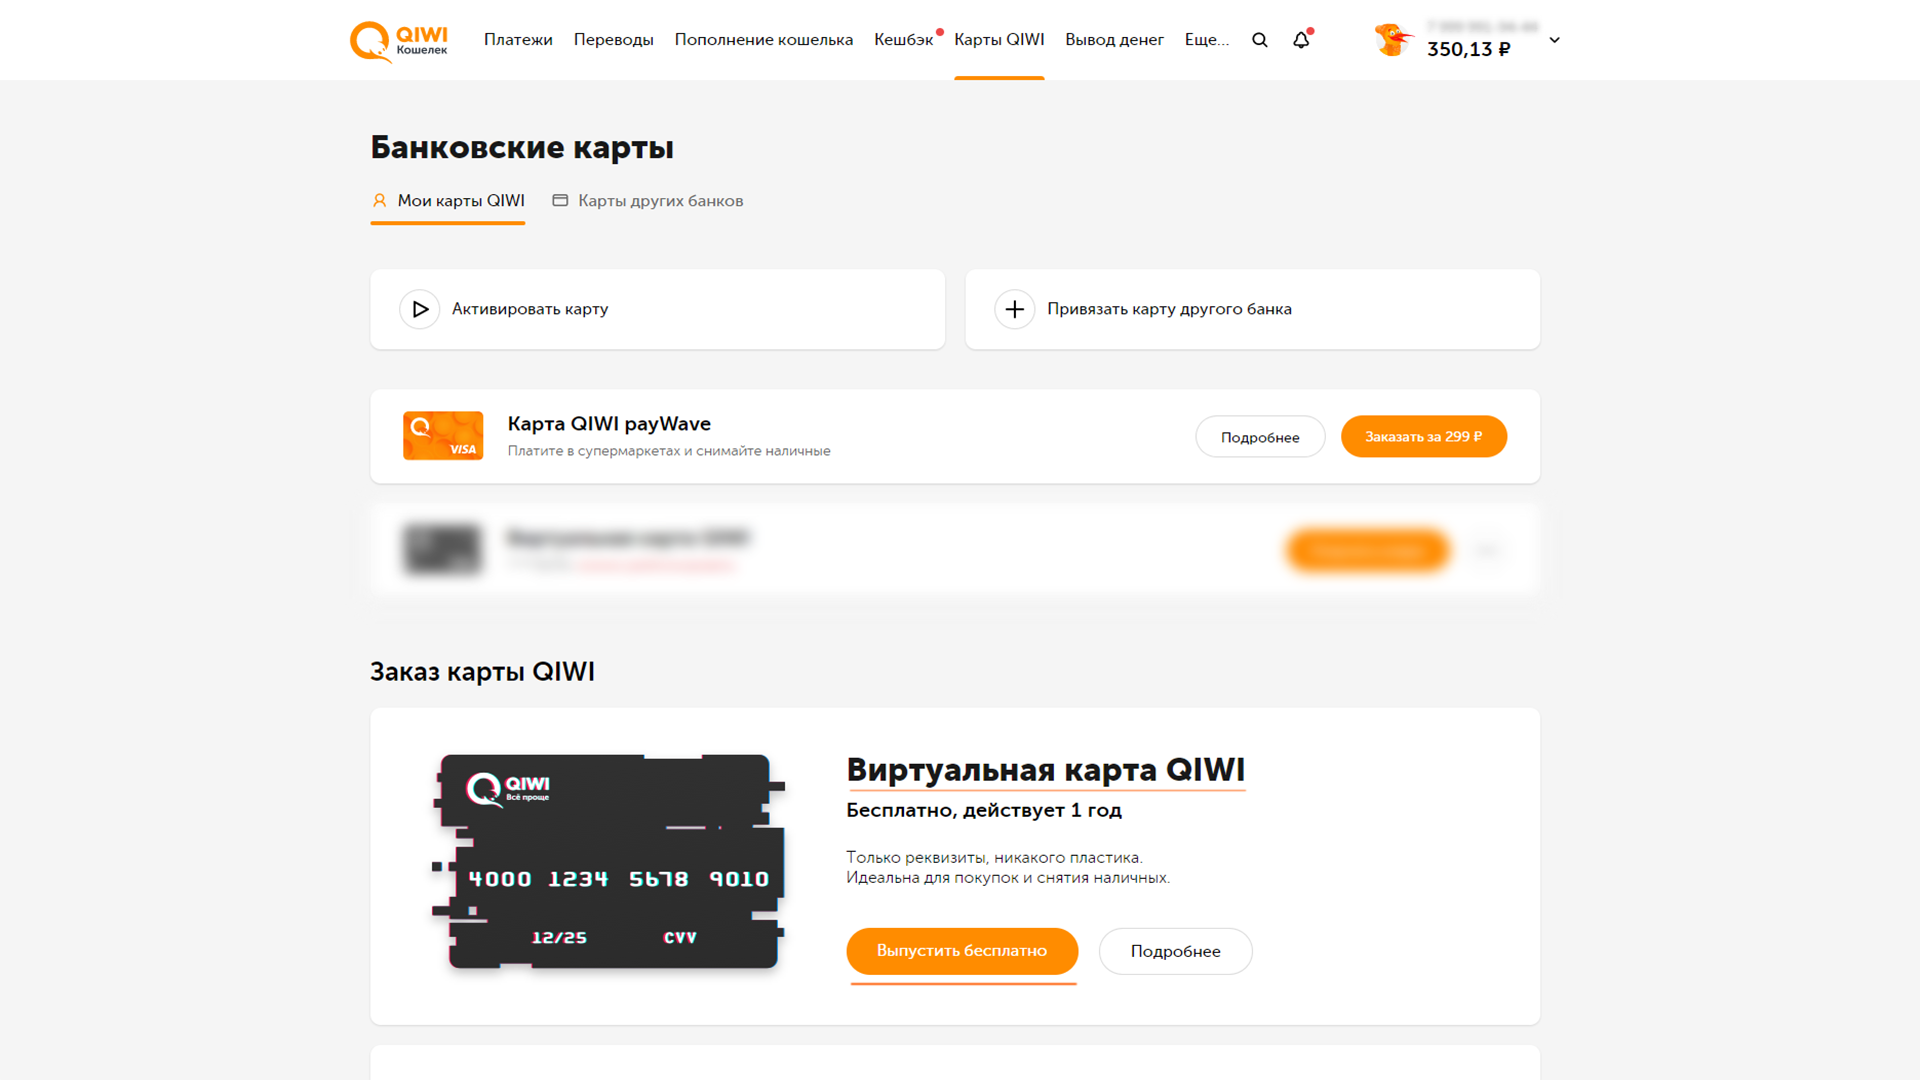 QIWI
Кошелек
Платежи
Переводы
Пополнение кошелька
Кешбэк
Карты QIWI
Вывод денег
Еще...
350,13 ₽
Банковские карты
Мои карты QIWI
Карты других банков
Активировать карту
Привязать карту другого банка
VISA
Карта QIWI payWave
Платите в супермаркетах и снимайте наличные
Подробнее
Заказать за 299 ₽
Заказ карты QIWI
QIWI
Всё проще
4000 1234 5678 9010
12/25 CVV
Виртуальная карта QIWI
Бесплатно, действует 1 год
Только реквизиты, никакого пластика.
Идеальна для покупок и снятия наличных.
Выпустить бесплатно
Подробнее